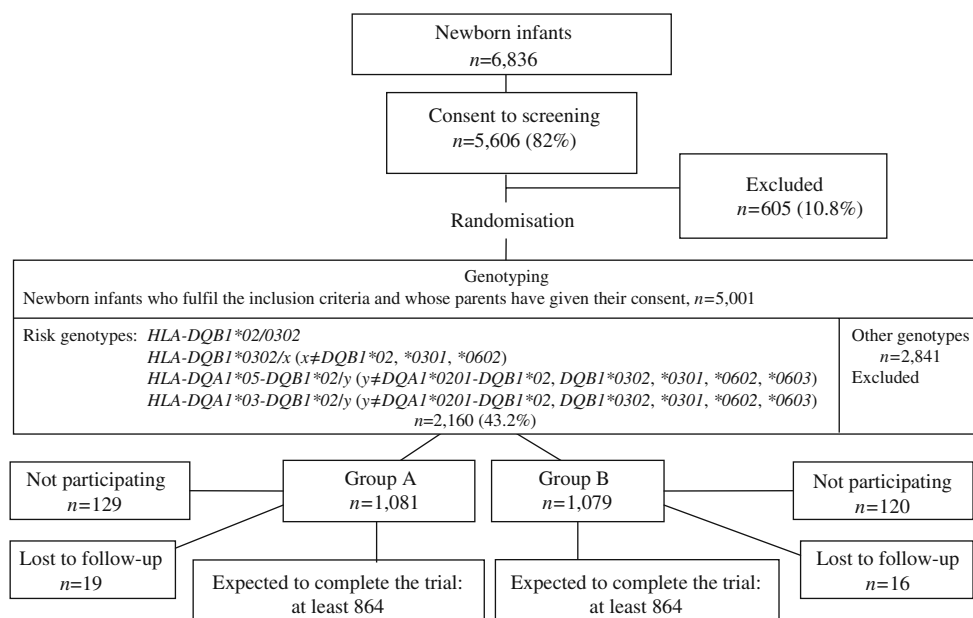 Newborn infants
n=6,836
Consent to screening
n=5,606 (82%)
Excluded
n=605 (10.8%)
Randomisation
Genotyping
Newborn infants who fulfil the inclusion criteria and whose parents have given their consent, n=5,001
Risk genotypes: HLA-DQB1*02/0302
HLA-DQB1*0302/x (x≠DQB1*02, *0301, *0602)
HLA-DQA1*05-DQB1*02/y (y≠DQA1*0201-DQB1*02, DQB1*0302, *0301, *0602, *0603)
HLA-DQA1*03-DQB1*02/y (y≠DQA1*0201-DQB1*02, DQB1*0302, *0301, *0602, *0603)
n=2,160 (43.2%)
Other genotypes
n=2,841
Excluded
Not participating
n=129
Group A
n=1,081
Group B
n=1,079
Not participating
n=120
Lost to follow-up
n=19
Expected to complete the trial:
at least 864
Expected to complete the trial:
at least 864
Lost to follow-up
n=16